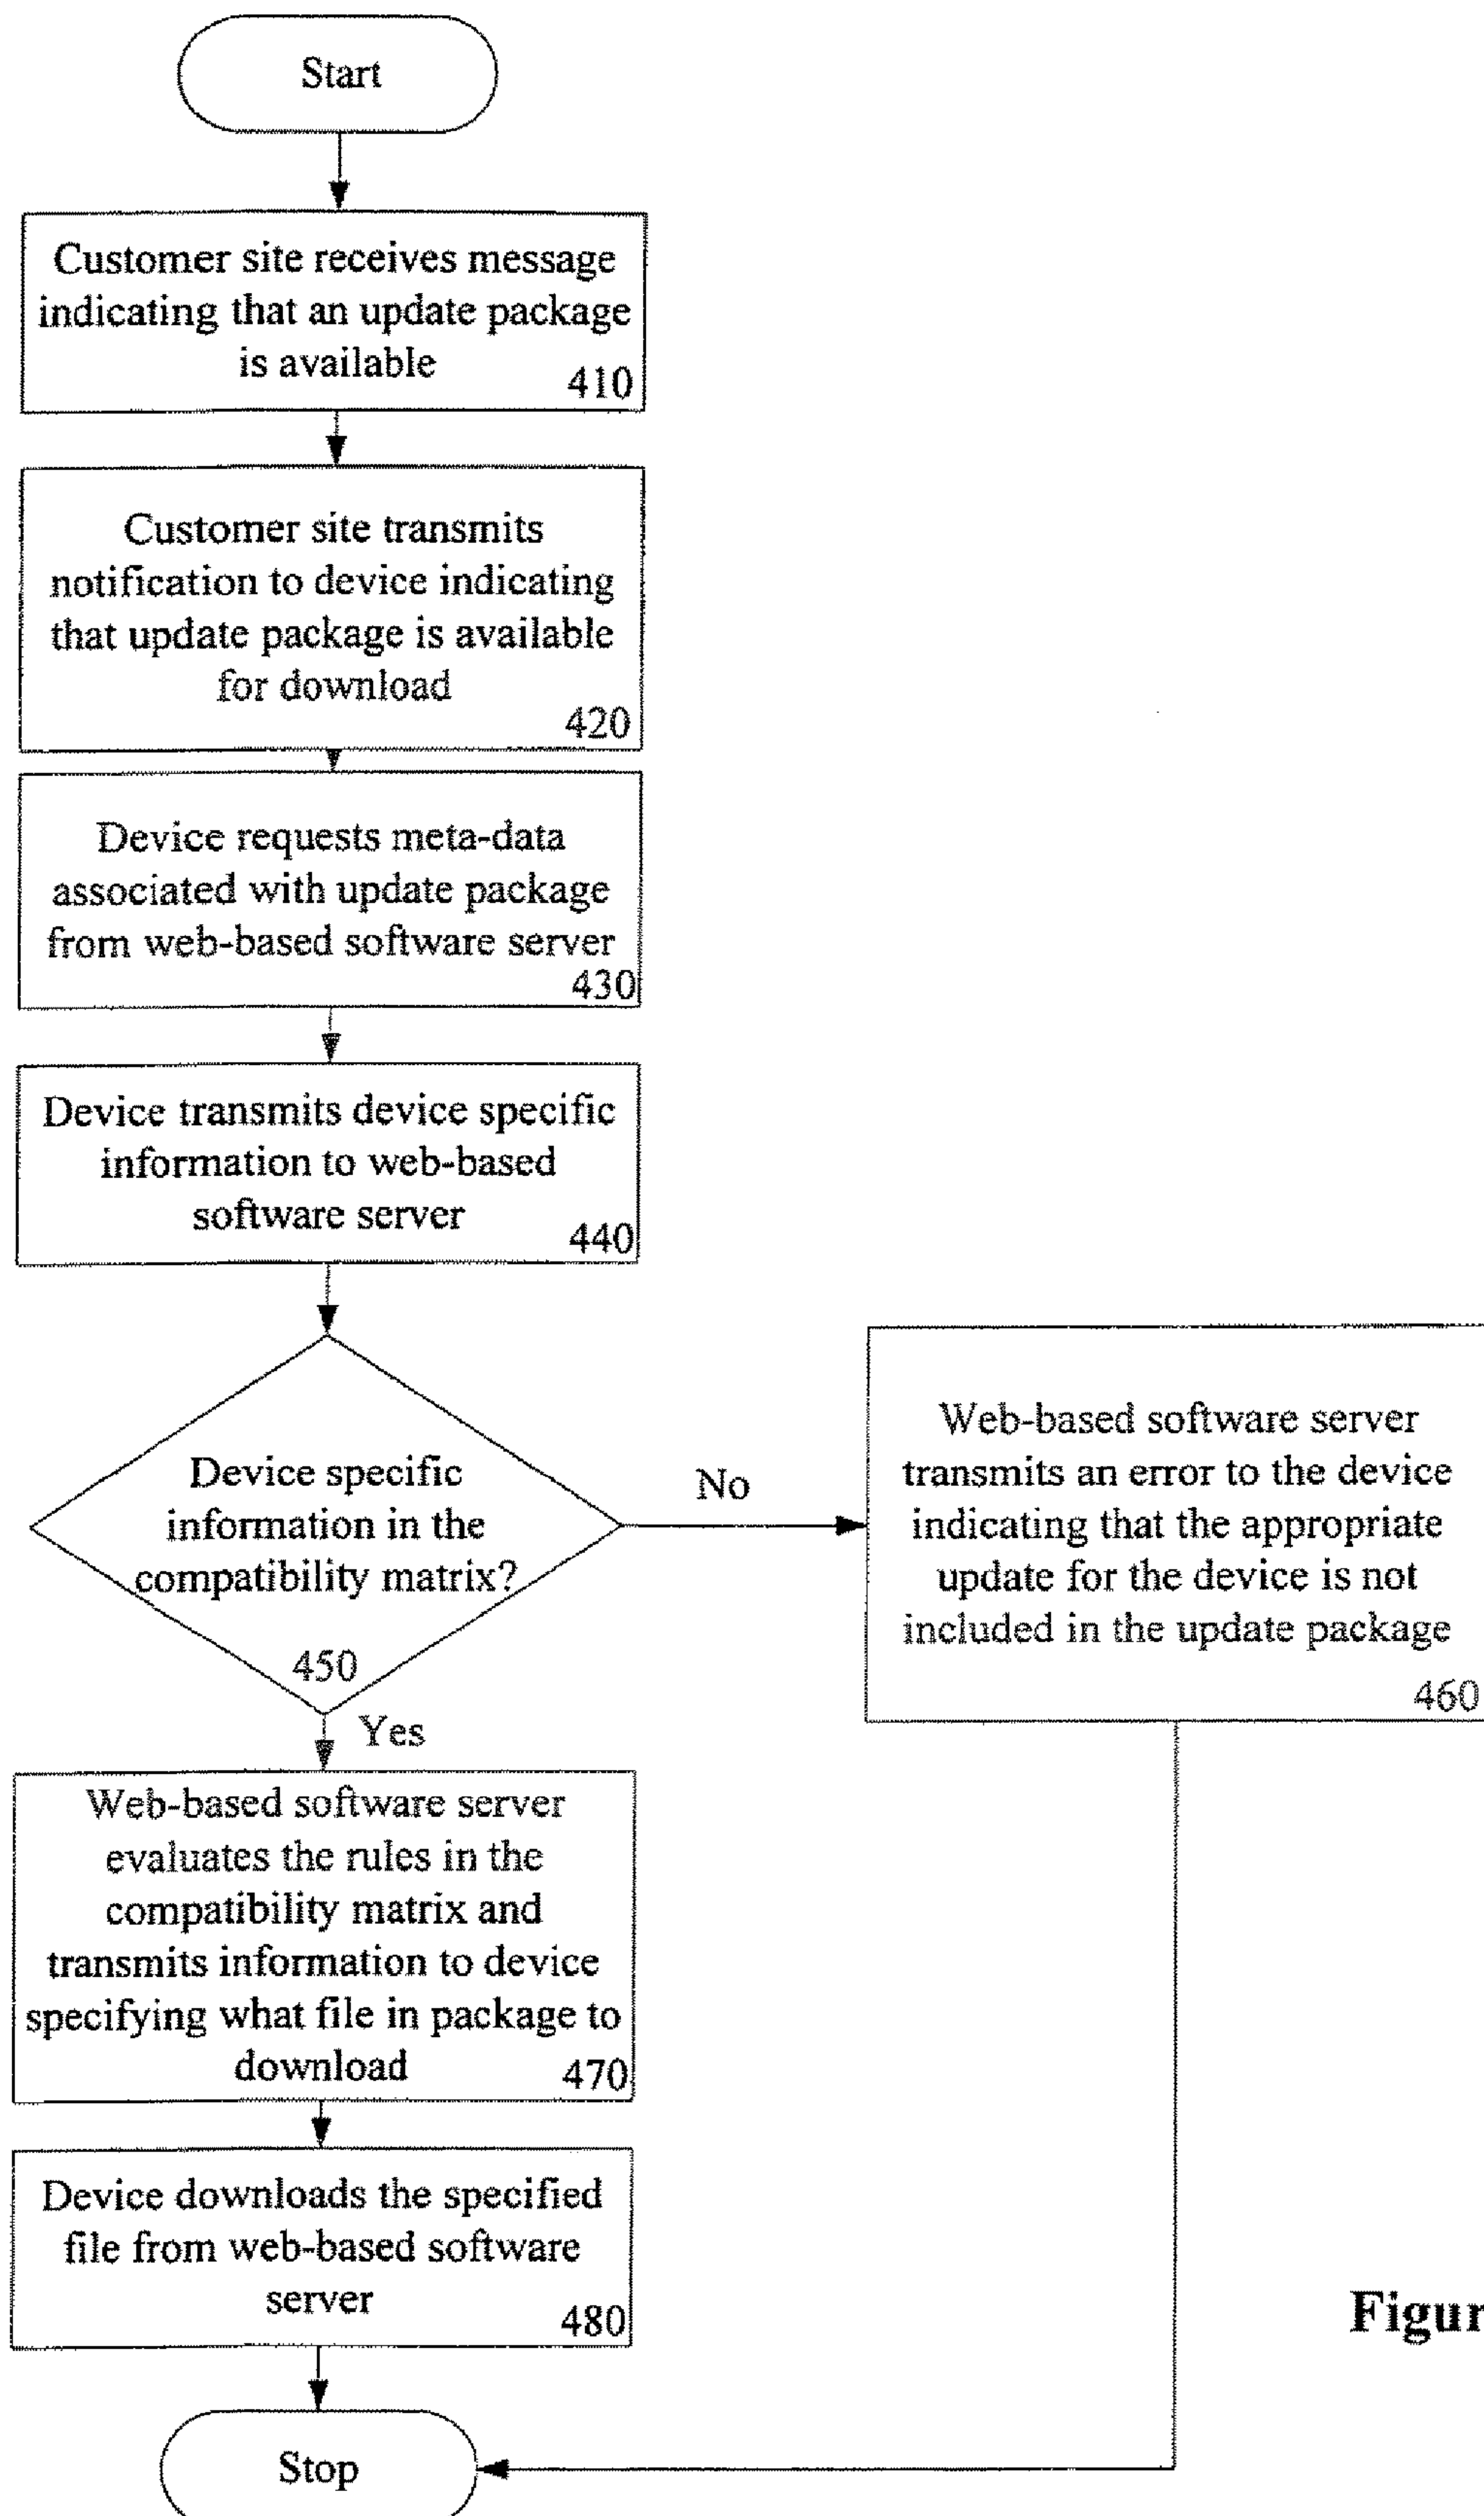 Start
Customer site receives message
indicating that an update package
is available
410
Customer site transmits
notification to device indicating
that update package is available
for download
420
Device requests meta-data
associated with update package
from web-based software server
430
Device transmits device specific
information to web-based
software server
440
Device specific
information in the
compatibility matrix?
450
No
Web-based software server
transmits an error to the device
indicating that the appropriate
update for the device is not
included in the update package
460
Yes
Web-based software server
evaluates the rules in the
compatibility matrix and
transmits information to device
specifying what file in package to
download
470
Device downloads the specified
file from web-based software
server
480
Figur
Stop